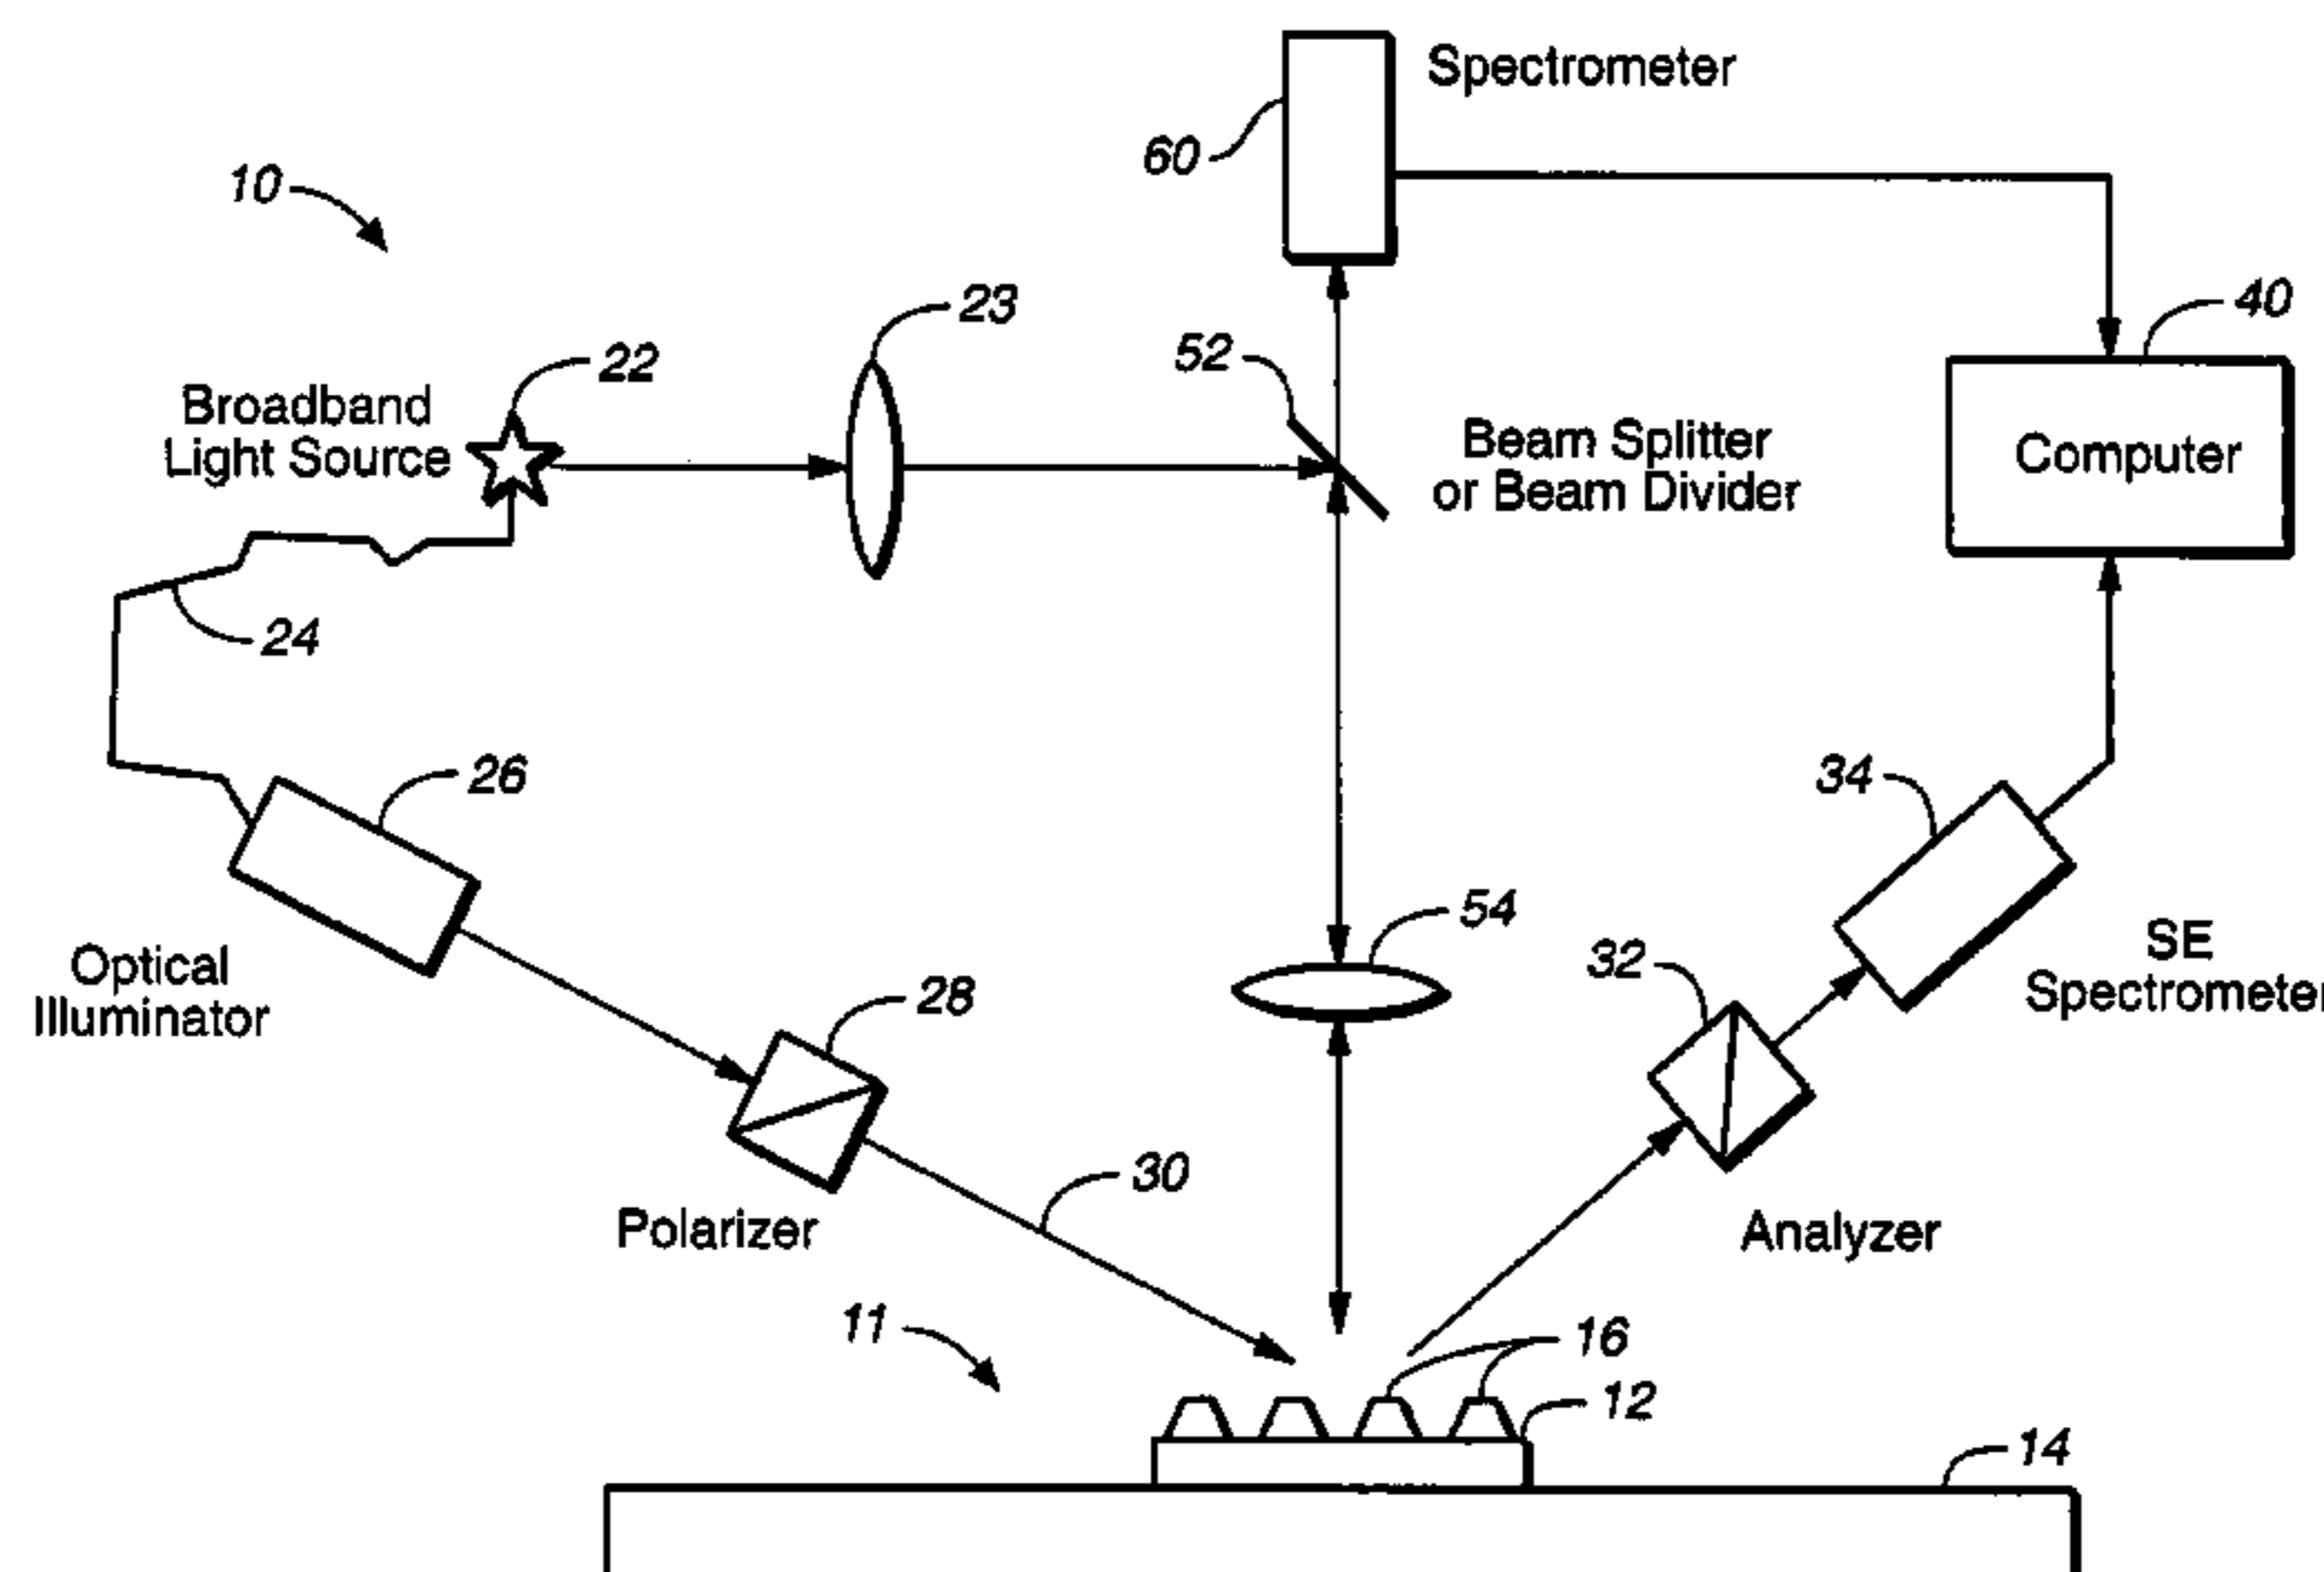 Spectrometer
60
10
23
40
52
22
Broadband
Light Source
Beam Splitter
or Beam Divider
Computer
24
26
34
54
32
SE
Spectrometer
Optical
Illuminator
28
30
Polarizer
Analyzer
11
16
12
14